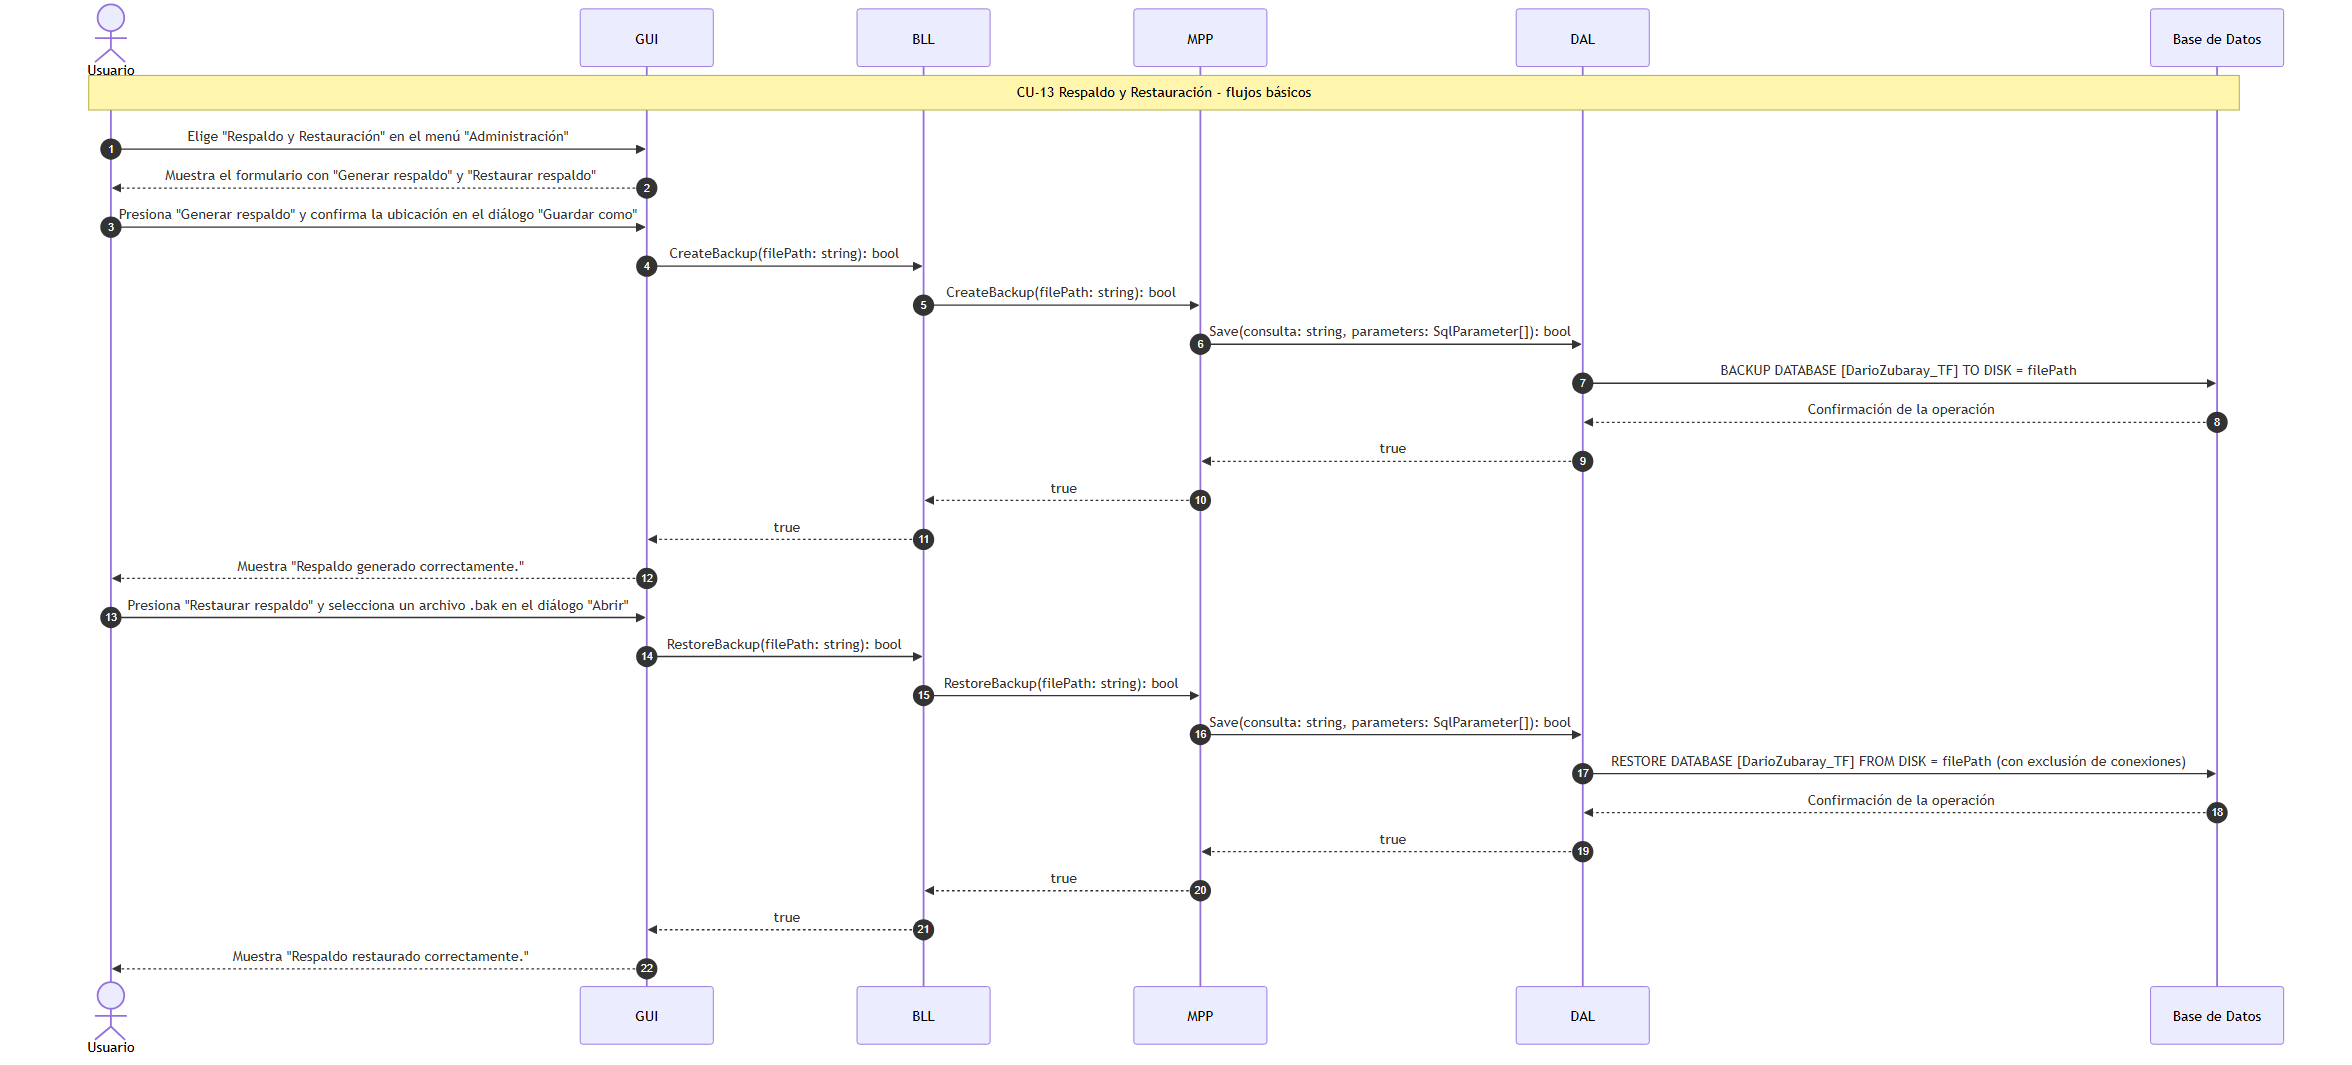 Usuario
GUI
BLL
MPP
DAL
Base de Datos
CU-13 Respaldo y Restauración - flujos básicos
Elige "Respaldo y Restauración" en el menú "Administración"
1
Muestra el formulario con "Generar respaldo" y "Restaurar respaldo"
2
Presiona "Generar respaldo" y confirma la ubicación en el diálogo "Guardar como"
3
CreateBackup(filePath: string): bool
4
CreateBackup(filePath: string): bool
5
Save(consulta: string, parameters: SqlParameter[]): bool
6
BACKUP DATABASE [DarioZubaray_TF] TO DISK = filePath
7
Confirmación de la operación
8
true
9
true
10
true
11
Muestra "Respaldo generado correctamente."
12
Presiona "Restaurar respaldo" y selecciona un archivo .bak en el diálogo "Abrir"
13
RestoreBackup(filePath: string): bool
14
RestoreBackup(filePath: string): bool
15
Save(consulta: string, parameters: SqlParameter[]): bool
16
RESTORE DATABASE [DarioZubaray_TF] FROM DISK = filePath (con exclusión de conexiones)
17
Confirmación de la operación
18
true
19
true
20
true
21
Muestra "Respaldo restaurado correctamente."
22
Usuario
GUI
BLL
MPP
DAL
Base de Datos